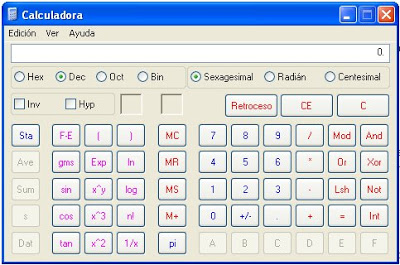 Calculadora
Edición Ver Ayuda
0.
Hex Dec Oct Bin Sexagesimal Radián Centesimal
Inv Hyp Retroceso CE C
Sta F-E ( ) MC 7 8 9 / Mod And
Ave gms Exp ln MR 4 5 6 * Or Xor
Sum sin x^y log MS 1 2 3 - Lsh Not
s cos x^3 n! M+ 0 +/- . + = Int
Dat tan x^2 1/x pi A B C D E F